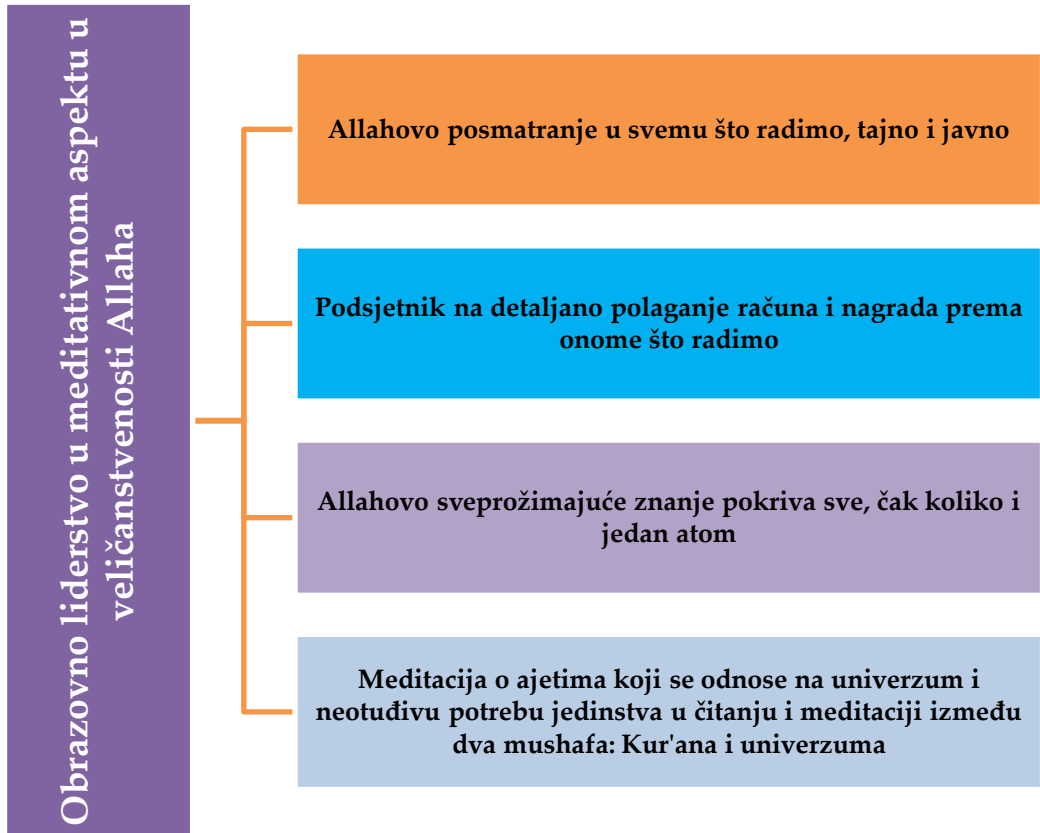 Obrazovno liderstvo u meditativnom aspektu u
veličanstvenosti Allaha
Allahovo posmatranje u svemu što radimo, tajno i javno
Podsjetnik na detaljano polaganje računa i nagrada prema
onome što radimo
Allahovo sveprožimajuće znanje pokriva sve, čak koliko i
jedan atom
Meditacija o ajetima koji se odnose na univerzum i
neotuđivu potrebu jedinstva u čitanju i meditaciji između
dva mushafa: Kur'ana i univerzuma